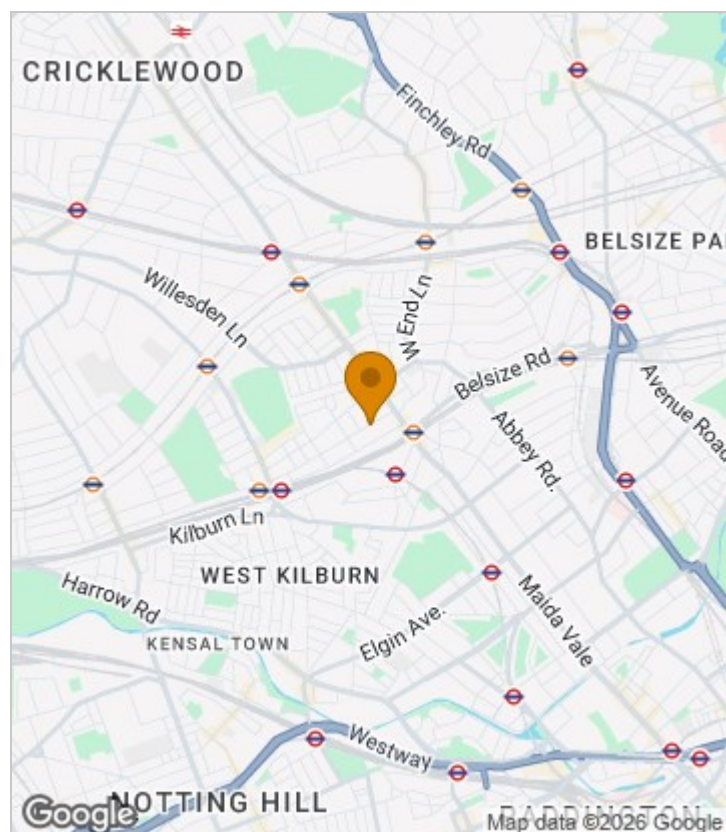 CRICKLEWOOD
Finchley Rd
BELSIZE PA
Willesden Ln
W End Ln
Belsize Rd
Avenue Road
Abbey Rd.
Kilburn Ln
WEST KILBURN
Harrow Rd
Maida Vale
Elgin Ave.
KENSAL TOWN
Westway
NOTTING HILL
PADDINGTON
Google
Map data ©2026 Google